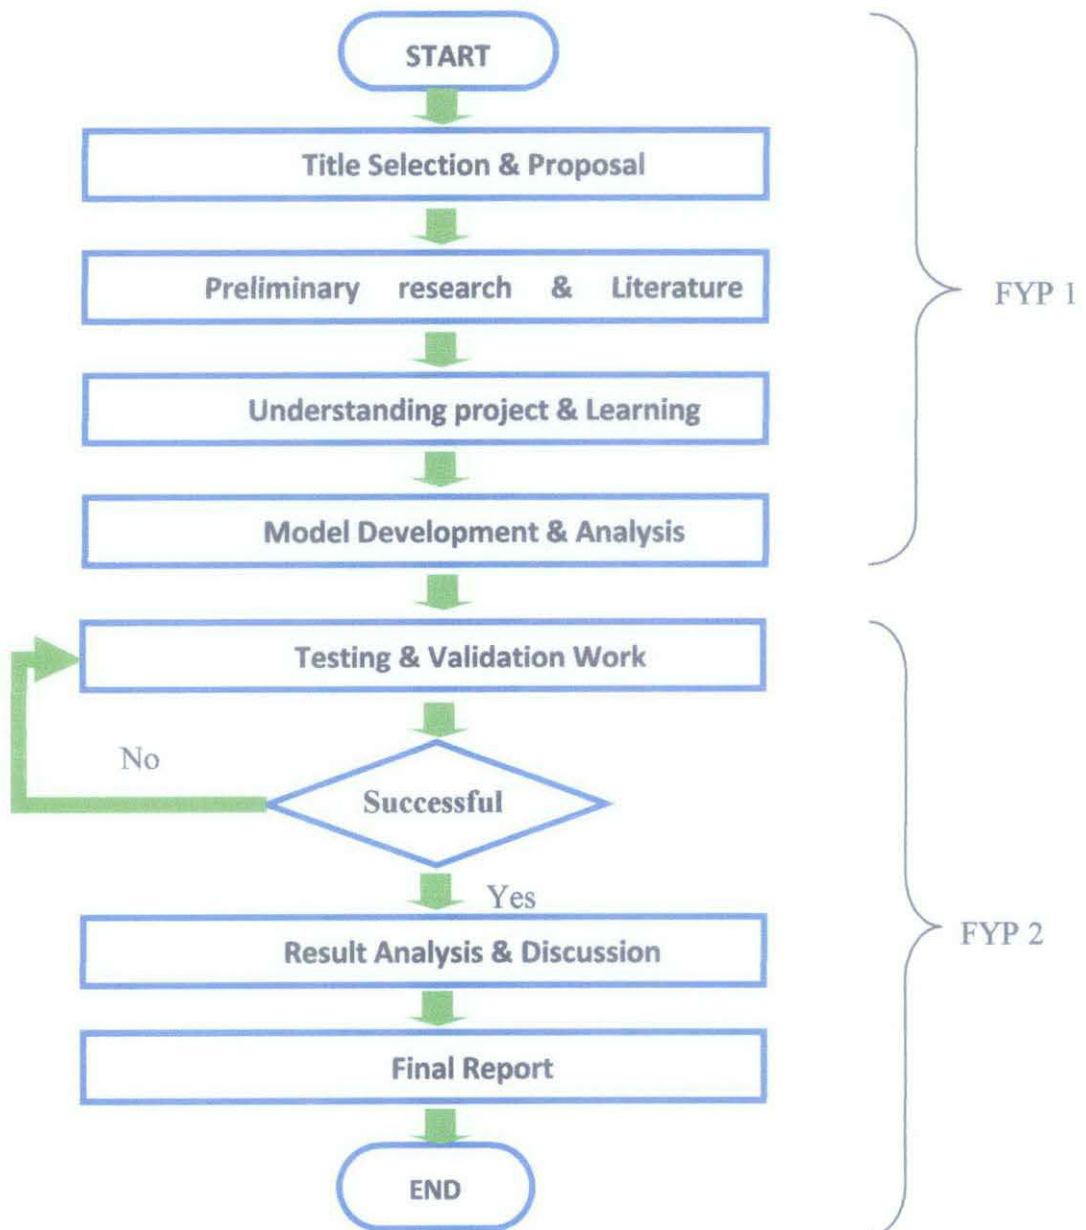 START
Title Selection & Proposal
Preliminary research & Literature
FYP 1
Understanding project & Learning
Model Development & Analysis
Testing & Validation Work
No
Successful
Yes
Result Analysis & Discussion
FYP 2
Final Report
END